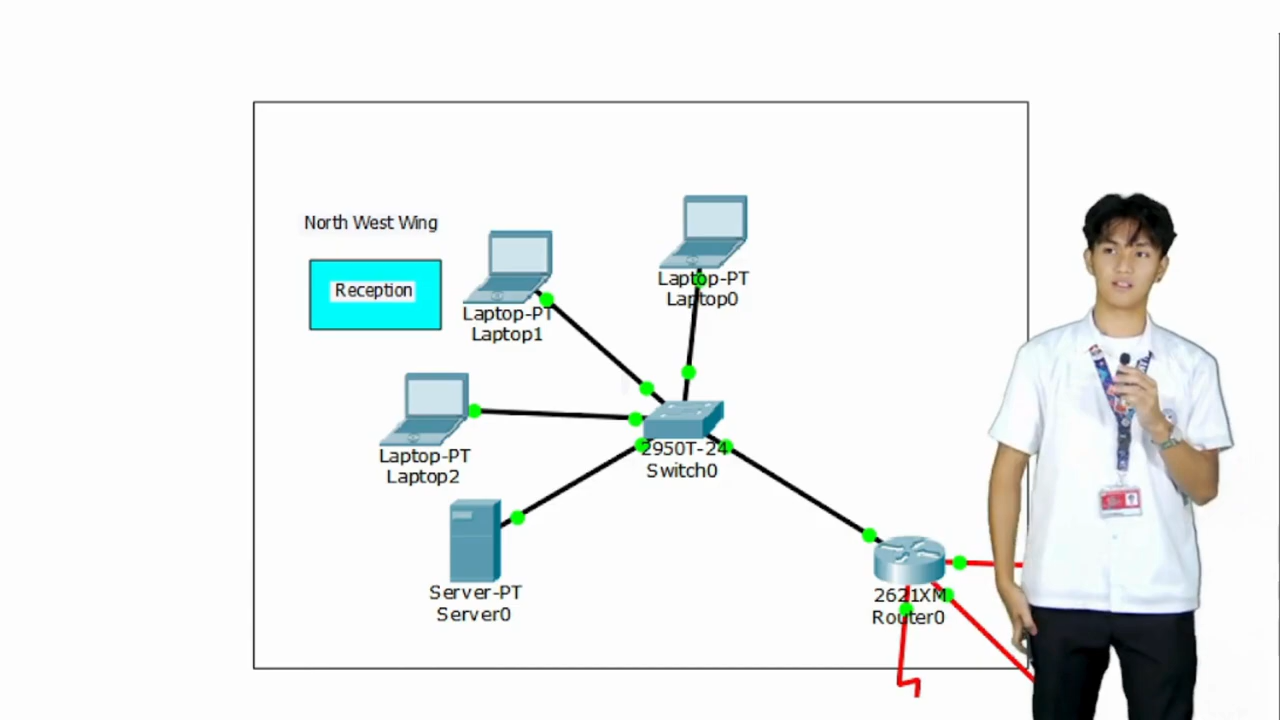 North West Wing
Reception
Laptop-PT
Laptop1
Laptop-PT
Laptop0
Laptop-PT
Laptop2
2950T-24
Switch0
Server-PT
Server0
2621XM
Router0